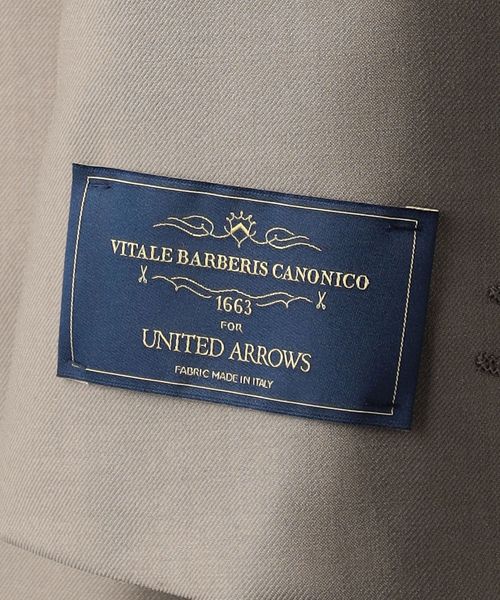 VITALE BARBERIS CANONICO
1663
FOR
UNITED ARROWS
FABRIC MADE IN ITALY